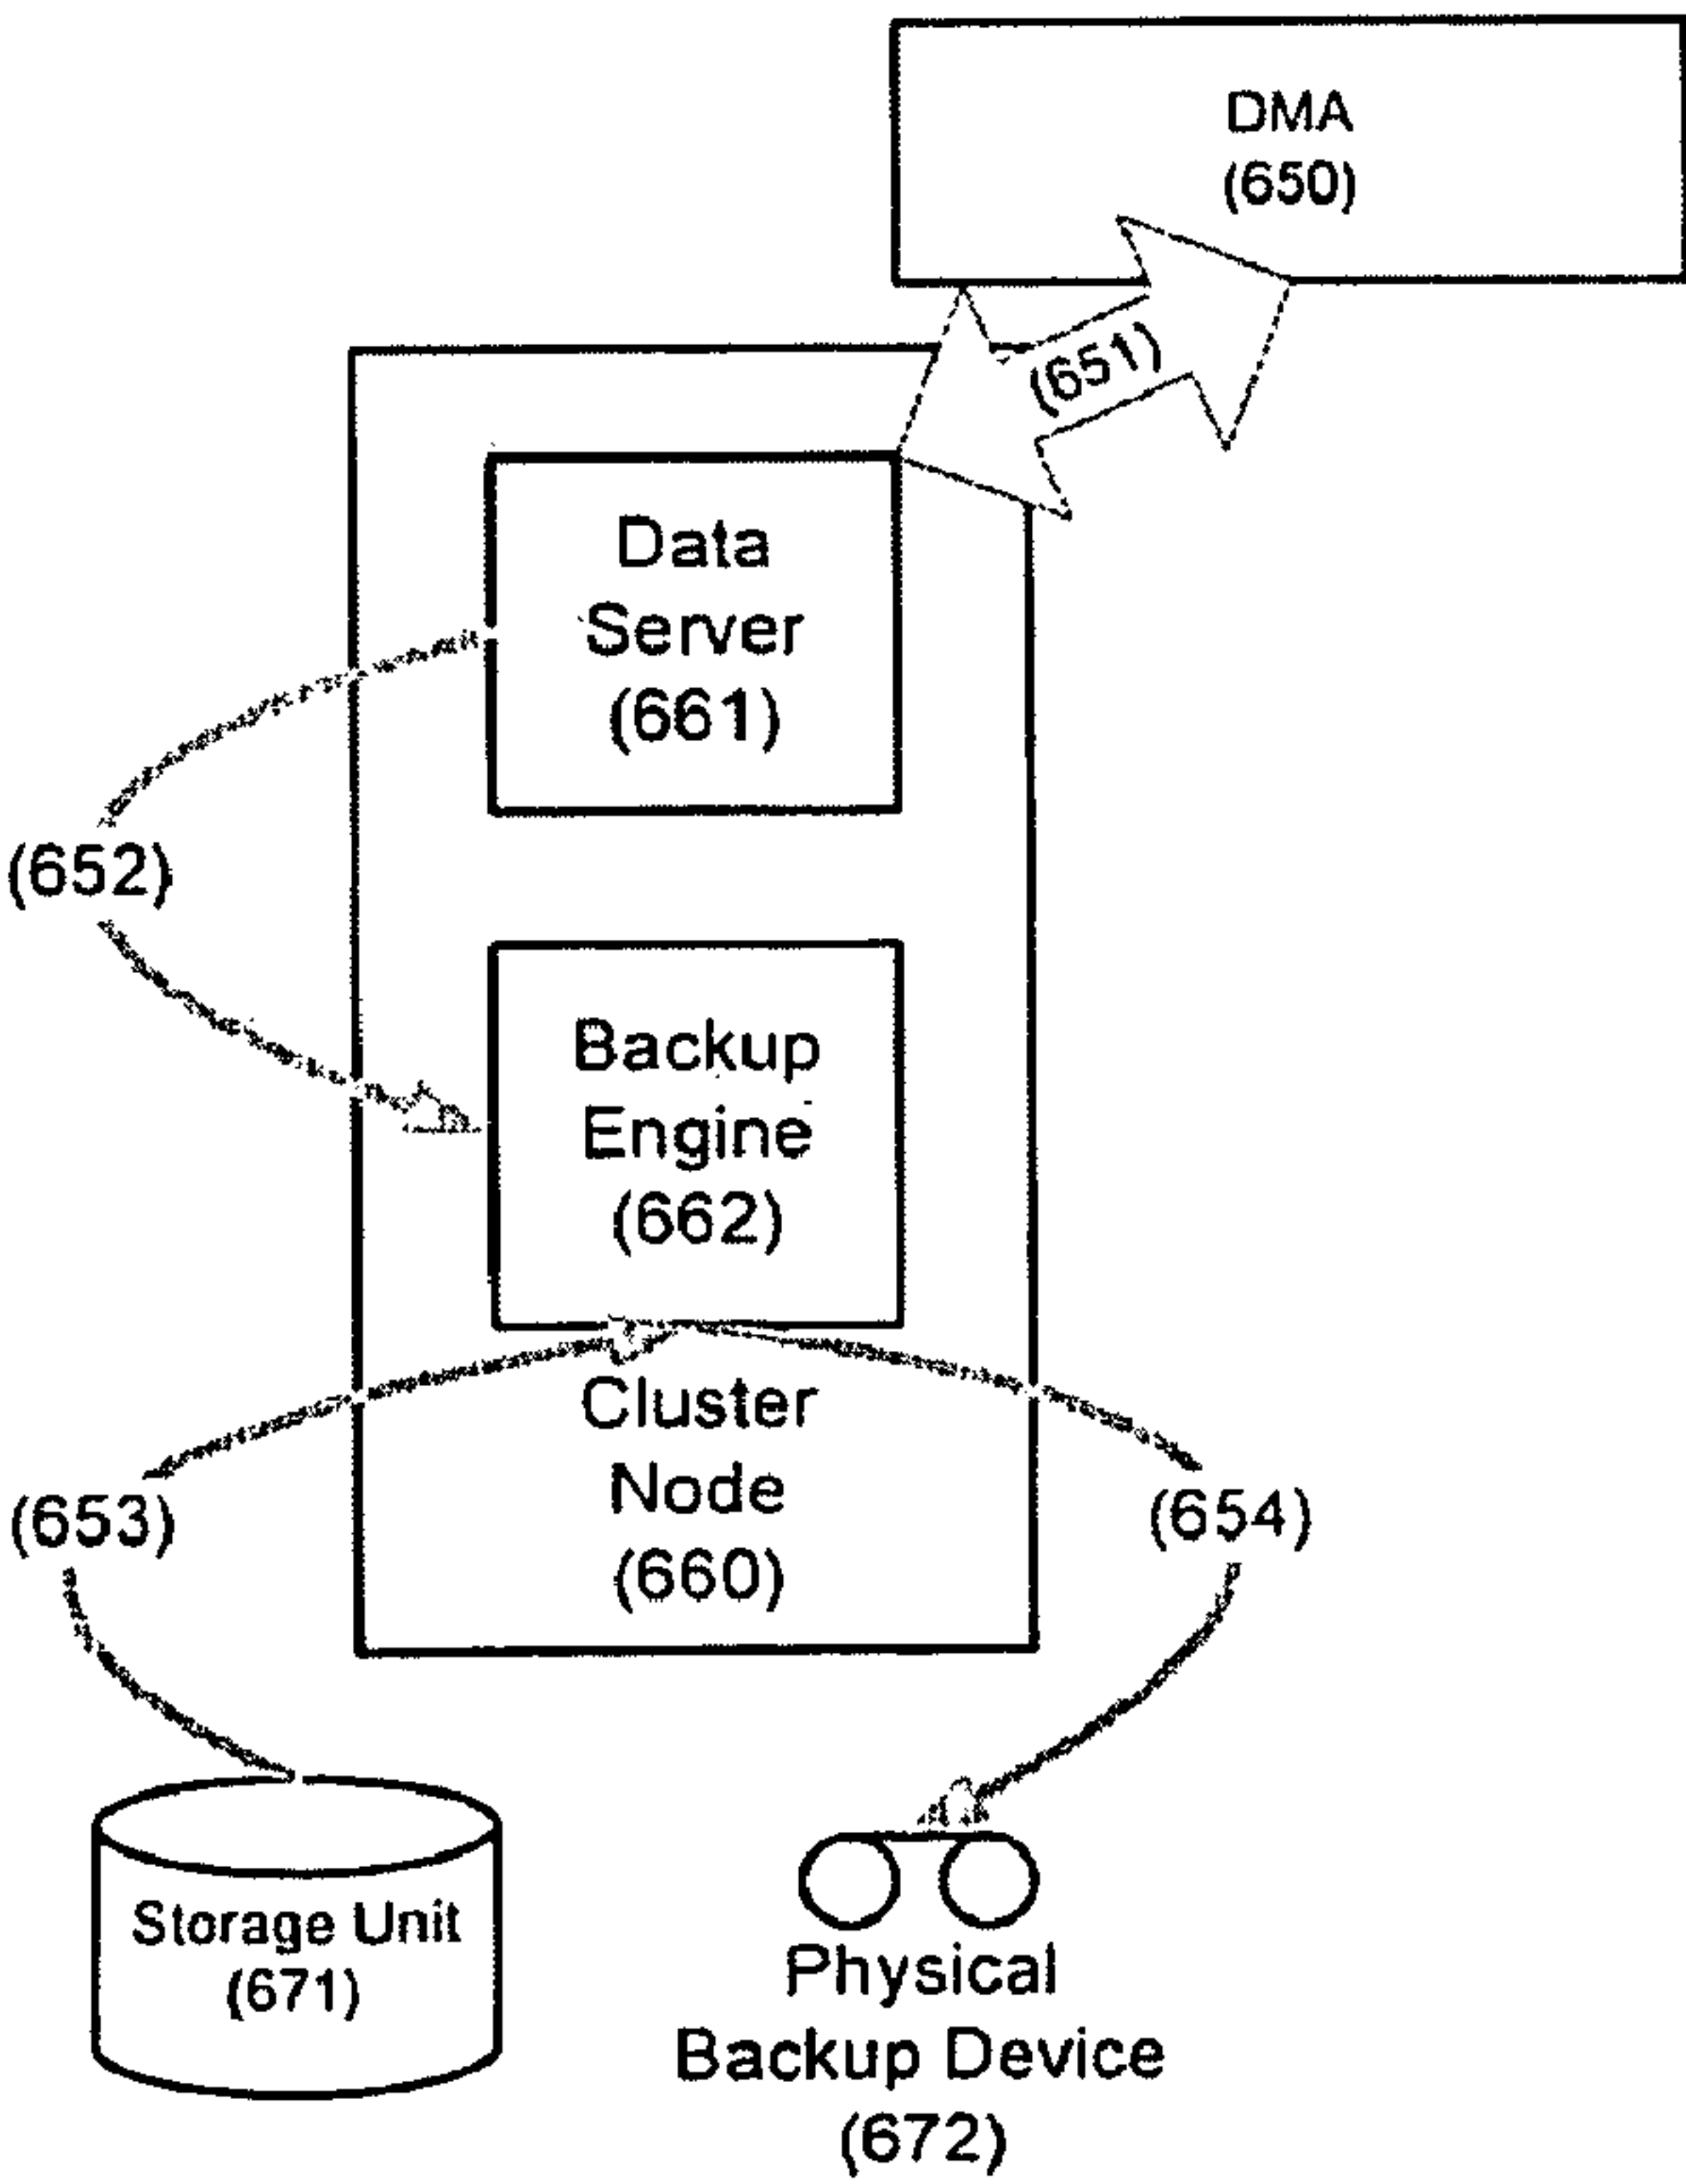 DMA
(650)
(651)
Data
Server
(661)
(652)
Backup
Engine
(662)
Cluster
Node
(660)
(653)
(654)
Storage Unit
(671)
Physical
Backup Device
(672)